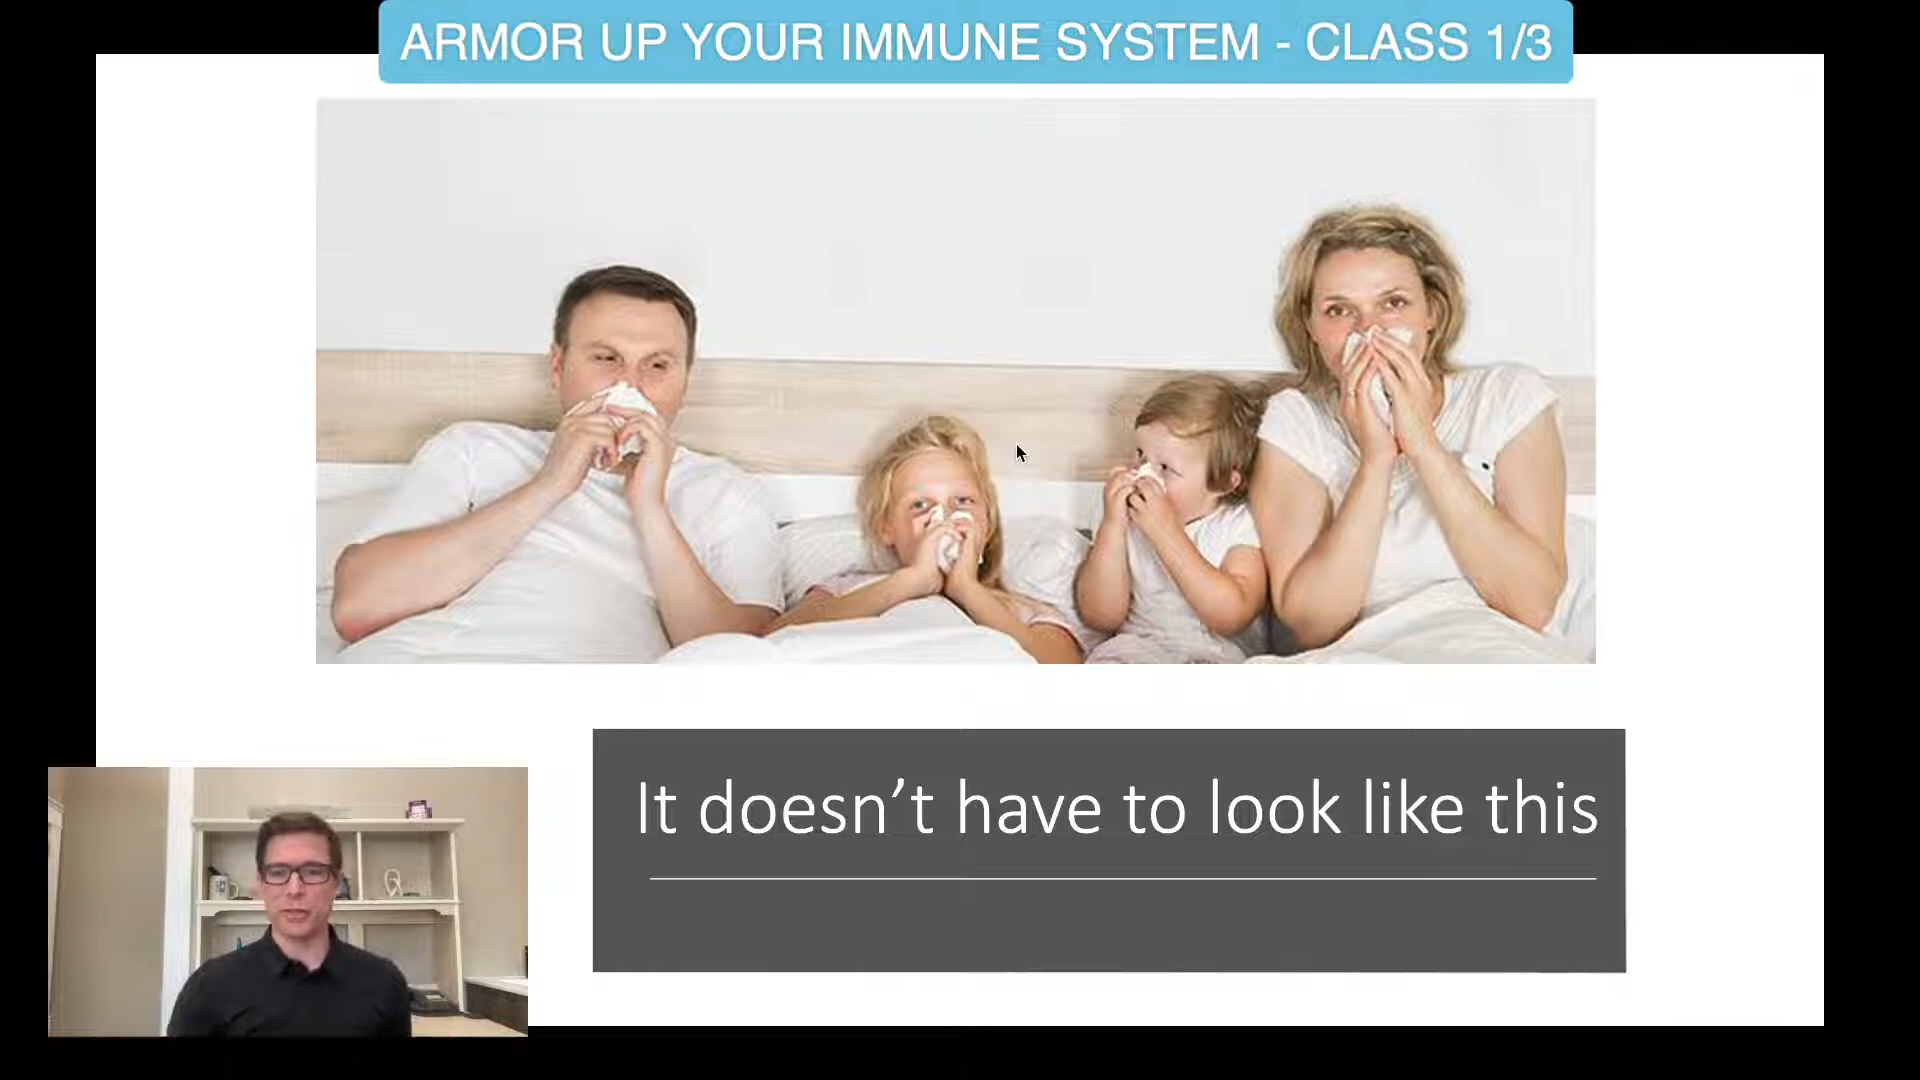 ARMOR UP YOUR IMMUNE SYSTEM - CLASS 1/3
It doesn’t have to look like this